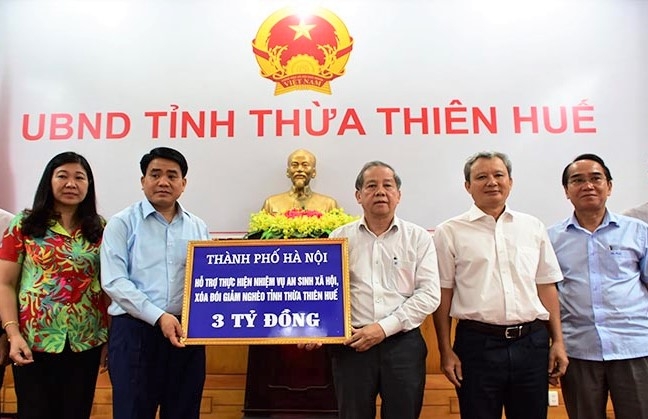 VIỆT NAM
UBND TỈNH THỪA THIÊN HUẾ
THÀNH PHỐ HÀ NỘI
HỖ TRỢ THỰC HIỆN NHIỆM VỤ AN SINH XÃ HỘI,
XÓA ĐÓI GIẢM NGHÈO TỈNH THỪA THIÊN HUẾ
3 TỶ ĐỒNG